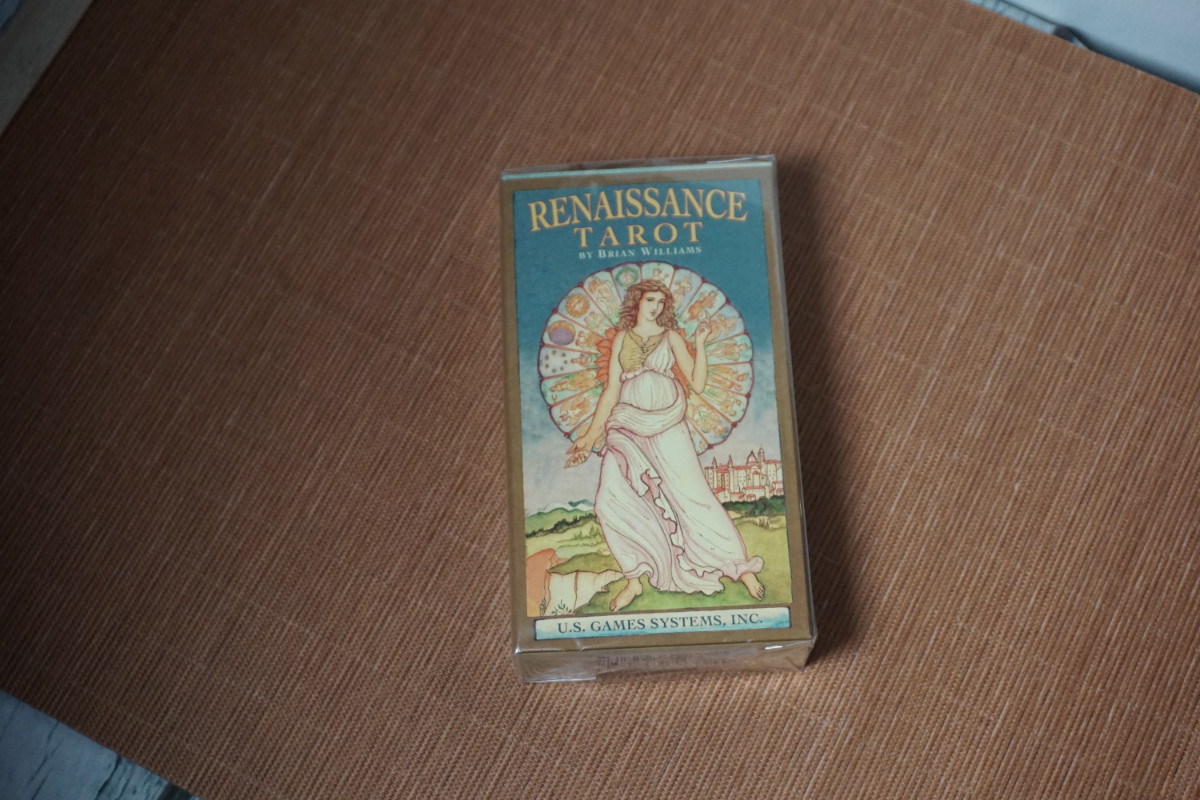 RENAISSANCE
TAROT
BY BRIAN WILLIAMS
U.S. GAMES SYSTEMS, INC.